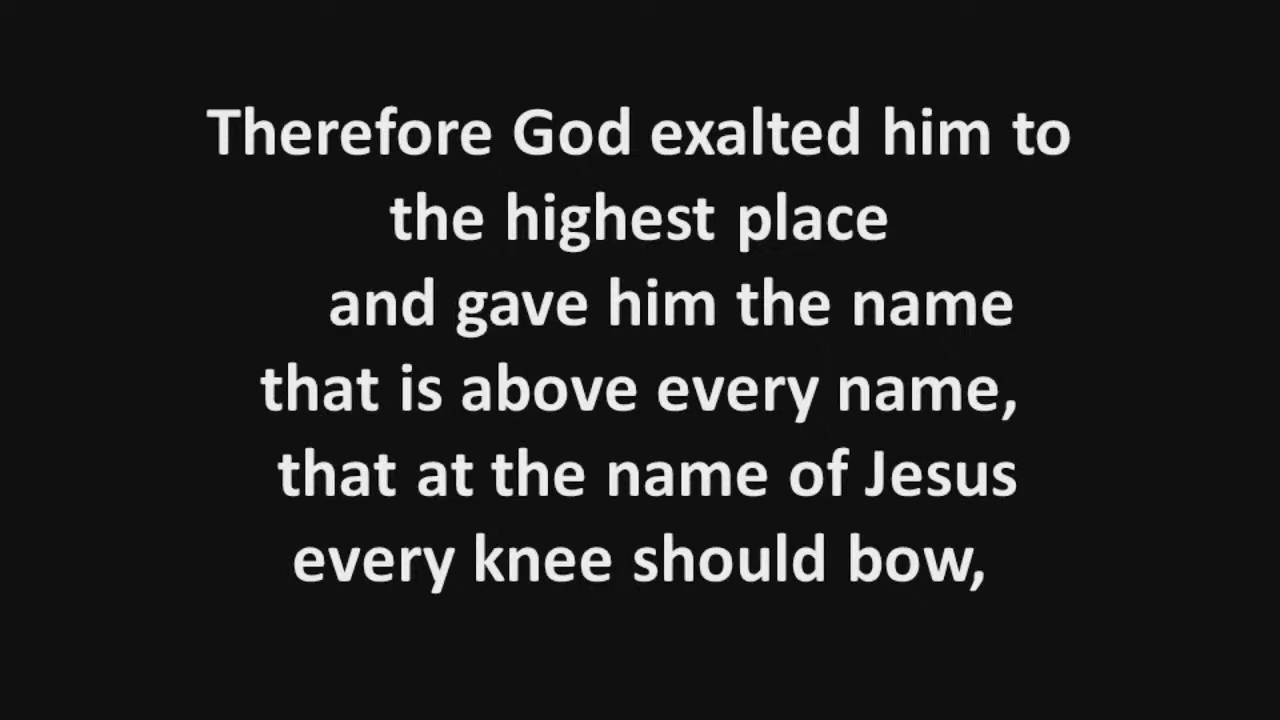 Therefore God exalted him to
the highest place
and gave him the name
that is above every name,
that at the name of Jesus
every knee should bow,